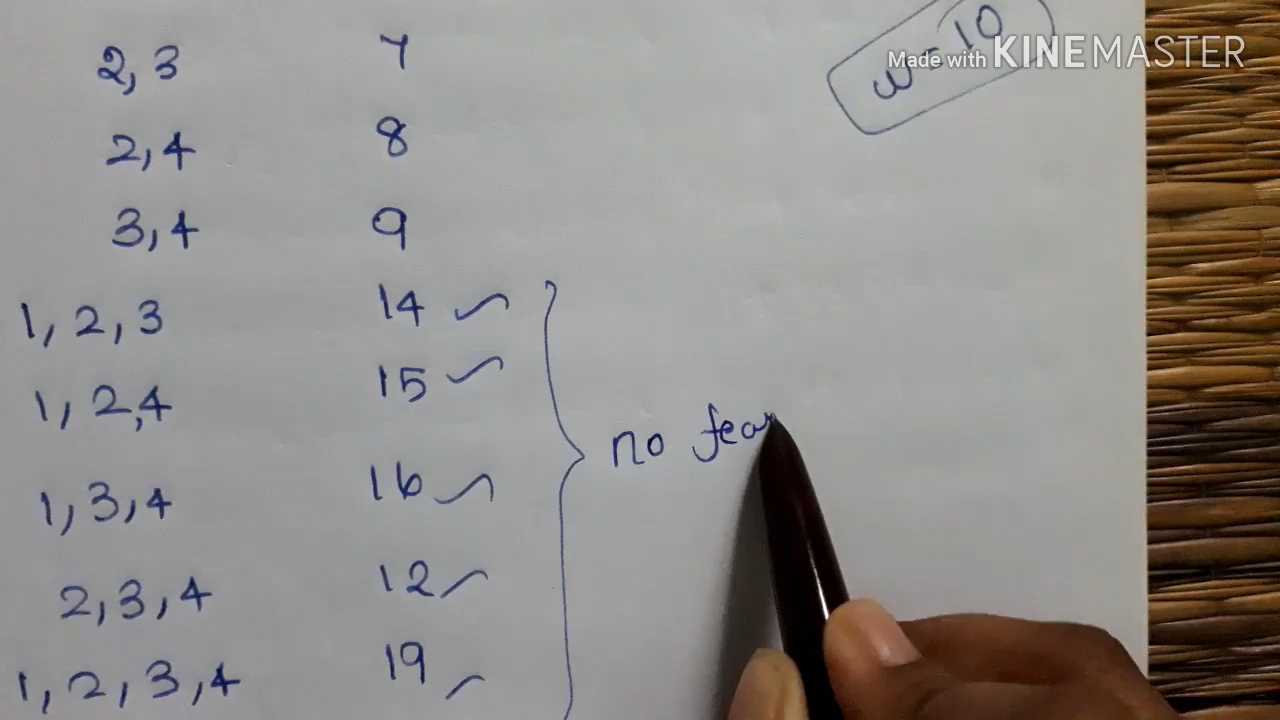 w=10
Made with KINEMASTER
2,3 7
2,4 8
3,4 9
1,2,3 14
1,2,4 15
1,3,4 16
2,3,4 12
1,2,3,4 19
no fea